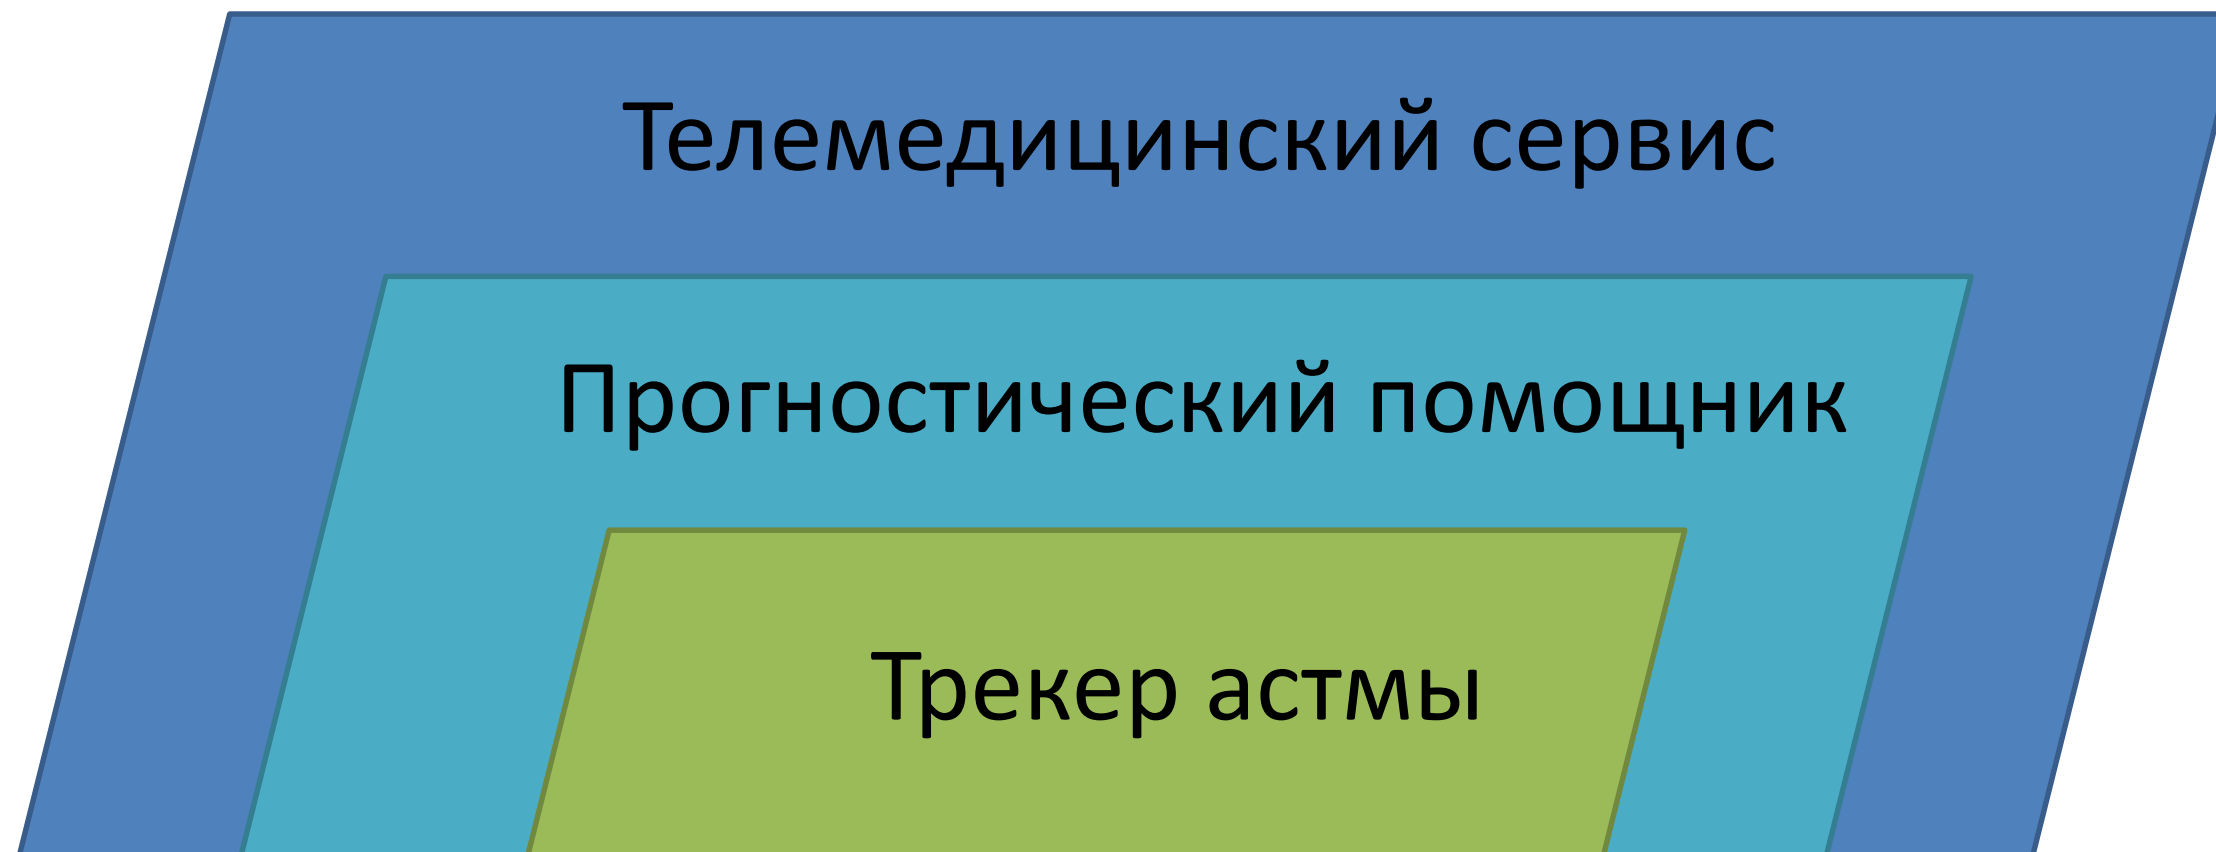 Телемедицинский сервис
Прогностический помощник
Трекер астмы